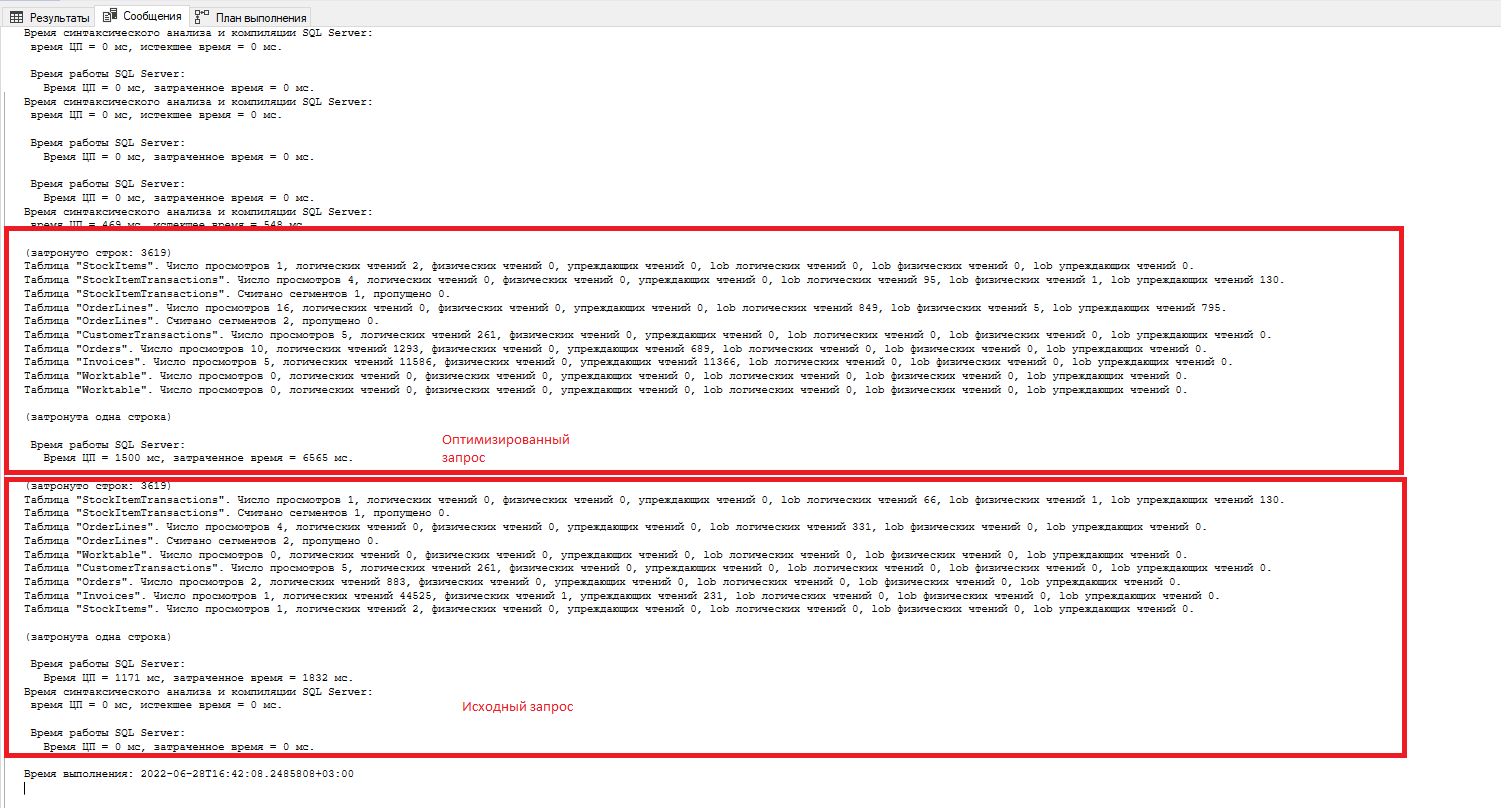 Результаты Сообщения План выполнения
Время синтаксического анализа и компиляции SQL Server:
время ЦП = 0 мс, истекшее время = 0 мс.
Время работы SQL Server:
Время ЦП = 0 мс, затраченное время = 0 мс.
Время синтаксического анализа и компиляции SQL Server:
время ЦП = 0 мс, истекшее время = 0 мс.
Время работы SQL Server:
Время ЦП = 0 мс, затраченное время = 0 мс.
Время работы SQL Server:
Время ЦП = 0 мс, затраченное время = 0 мс.
Время синтаксического анализа и компиляции SQL Server:
время ЦП = 469 мс, истекшее время = 548 мс.
(затронуто строк: 3619)
Таблица "StockItems". Число просмотров 1, логических чтений 2, физических чтений 0, упреждающих чтений 0, lob логических чтений 0, lob физических чтений 0, lob упреждающих чтений 0.
Таблица "StockItemTransactions". Число просмотров 4, логических чтений 0, физических чтений 0, упреждающих чтений 0, lob логических чтений 95, lob физических чтений 1, lob упреждающих чтений 130.
Таблица "StockItemTransactions". Считано сегментов 1, пропущено 0.
Таблица "OrderLines". Число просмотров 16, логических чтений 0, физических чтений 0, упреждающих чтений 0, lob логических чтений 849, lob физических чтений 5, lob упреждающих чтений 795.
Таблица "OrderLines". Считано сегментов 2, пропущено 0.
Таблица "CustomerTransactions". Число просмотров 5, логических чтений 261, физических чтений 0, упреждающих чтений 0, lob логических чтений 0, lob физических чтений 0, lob упреждающих чтений 0.
Таблица "Orders". Число просмотров 10, логических чтений 1293, физических чтений 0, упреждающих чтений 689, lob логических чтений 0, lob физических чтений 0, lob упреждающих чтений 0.
Таблица "Invoices". Число просмотров 5, логических чтений 11586, физических чтений 0, упреждающих чтений 11366, lob логических чтений 0, lob физических чтений 0, lob упреждающих чтений 0.
Таблица "Worktable". Число просмотров 0, логических чтений 0, физических чтений 0, упреждающих чтений 0, lob логических чтений 0, lob физических чтений 0, lob упреждающих чтений 0.
Таблица "Worktable". Число просмотров 0, логических чтений 0, физических чтений 0, упреждающих чтений 0, lob логических чтений 0, lob физических чтений 0, lob упреждающих чтений 0.
(затронута одна строка)
Время работы SQL Server:
Время ЦП = 1500 мс, затраченное время = 6565 мс.
Оптимизированный
запрос
(затронуто строк: 3619)
Таблица "StockItemTransactions". Число просмотров 1, логических чтений 0, физических чтений 0, упреждающих чтений 0, lob логических чтений 66, lob физических чтений 1, lob упреждающих чтений 130.
Таблица "StockItemTransactions". Считано сегментов 1, пропущено 0.
Таблица "OrderLines". Число просмотров 4, логических чтений 0, физических чтений 0, упреждающих чтений 0, lob логических чтений 331, lob физических чтений 0, lob упреждающих чтений 0.
Таблица "OrderLines". Считано сегментов 2, пропущено 0.
Таблица "Worktable". Число просмотров 0, логических чтений 0, физических чтений 0, упреждающих чтений 0, lob логических чтений 0, lob физических чтений 0, lob упреждающих чтений 0.
Таблица "CustomerTransactions". Число просмотров 5, логических чтений 261, физических чтений 0, упреждающих чтений 0, lob логических чтений 0, lob физических чтений 0, lob упреждающих чтений 0.
Таблица "Orders". Число просмотров 2, логических чтений 883, физических чтений 0, упреждающих чтений 0, lob логических чтений 0, lob физических чтений 0, lob упреждающих чтений 0.
Таблица "Invoices". Число просмотров 1, логических чтений 44525, физических чтений 1, упреждающих чтений 231, lob логических чтений 0, lob физических чтений 0, lob упреждающих чтений 0.
Таблица "StockItems". Число просмотров 1, логических чтений 2, физических чтений 0, упреждающих чтений 0, lob логических чтений 0, lob физических чтений 0, lob упреждающих чтений 0.
(затронута одна строка)
Время работы SQL Server:
Время ЦП = 1171 мс, затраченное время = 1832 мс.
Время синтаксического анализа и компиляции SQL Server:
время ЦП = 0 мс, истекшее время = 0 мс.
Исходный запрос
Время работы SQL Server:
Время ЦП = 0 мс, затраченное время = 0 мс.
Время выполнения: 2022-06-28T16:42:08.2485808+03:00